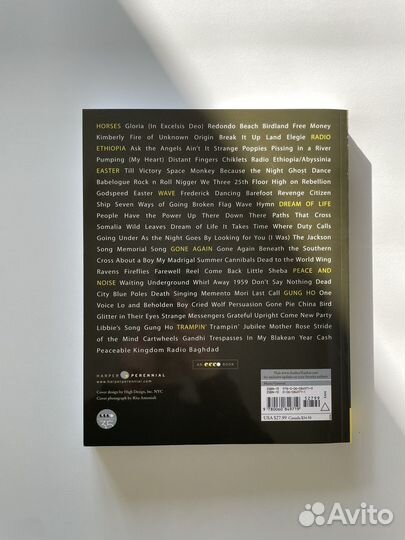 HORSES Gloria (In Excelsis Deo) Redondo Beach Birdland Free Money
Kimberly Fire of Unknown Origin Break It Up Land Elegie RADIO
ETHIOPIA Ask the Angels Ain't It Strange Poppies Pissing in a River
Pumping (My Heart) Distant Fingers Chiklets Radio Ethiopia/Abyssinia
EASTER Till Victory Space Monkey Because the Night Ghost Dance
Babelogue Rock n Roll Nigger We Three 25th Floor High on Rebellion
Godspeed Easter WAVE Frederick Dancing Barefoot Revenge Citizen
Ship Seven Ways of Going Broken Flag Wave Hymn DREAM OF LIFE
People Have the Power Up There Down There Paths That Cross
Somalia Wild Leaves Dream of Life It Takes Time Where Duty Calls
Going Under As the Night Goes By Looking for You (I Was) The Jackson
Song Memorial Song GONE AGAIN Gone Again Beneath the Southern
Cross About a Boy My Madrigal Summer Cannibals Dead to the World Wing
Ravens Fireflies Farewell Reel Come Back Little Sheba PEACE AND
NOISE Waiting Underground Whirl Away 1959 Don't Say Nothing Dead
City Blue Poles Death Singing Memento Mori Last Call GUNG HO One
Voice Lo and Beholden Boy Cried Wolf Persuasion Gone Pie China Bird
Glitter in Their Eyes Strange Messengers Grateful Upright Come New Party
Libbie's Song Gung Ho TRAMPIN' Trampin' Jubilee Mother Rose Stride
of the Mind Cartwheels Gandhi Trespasses In My Blakean Year Cash
Peaceable Kingdom Radio Baghdad
HARPER PERENNIAL
www.harperperennial.com
AN ecco BOOK
Cover design by High Design, Inc. NYC
Cover photograph by
9 780060 849719
USA $27.99
Avito